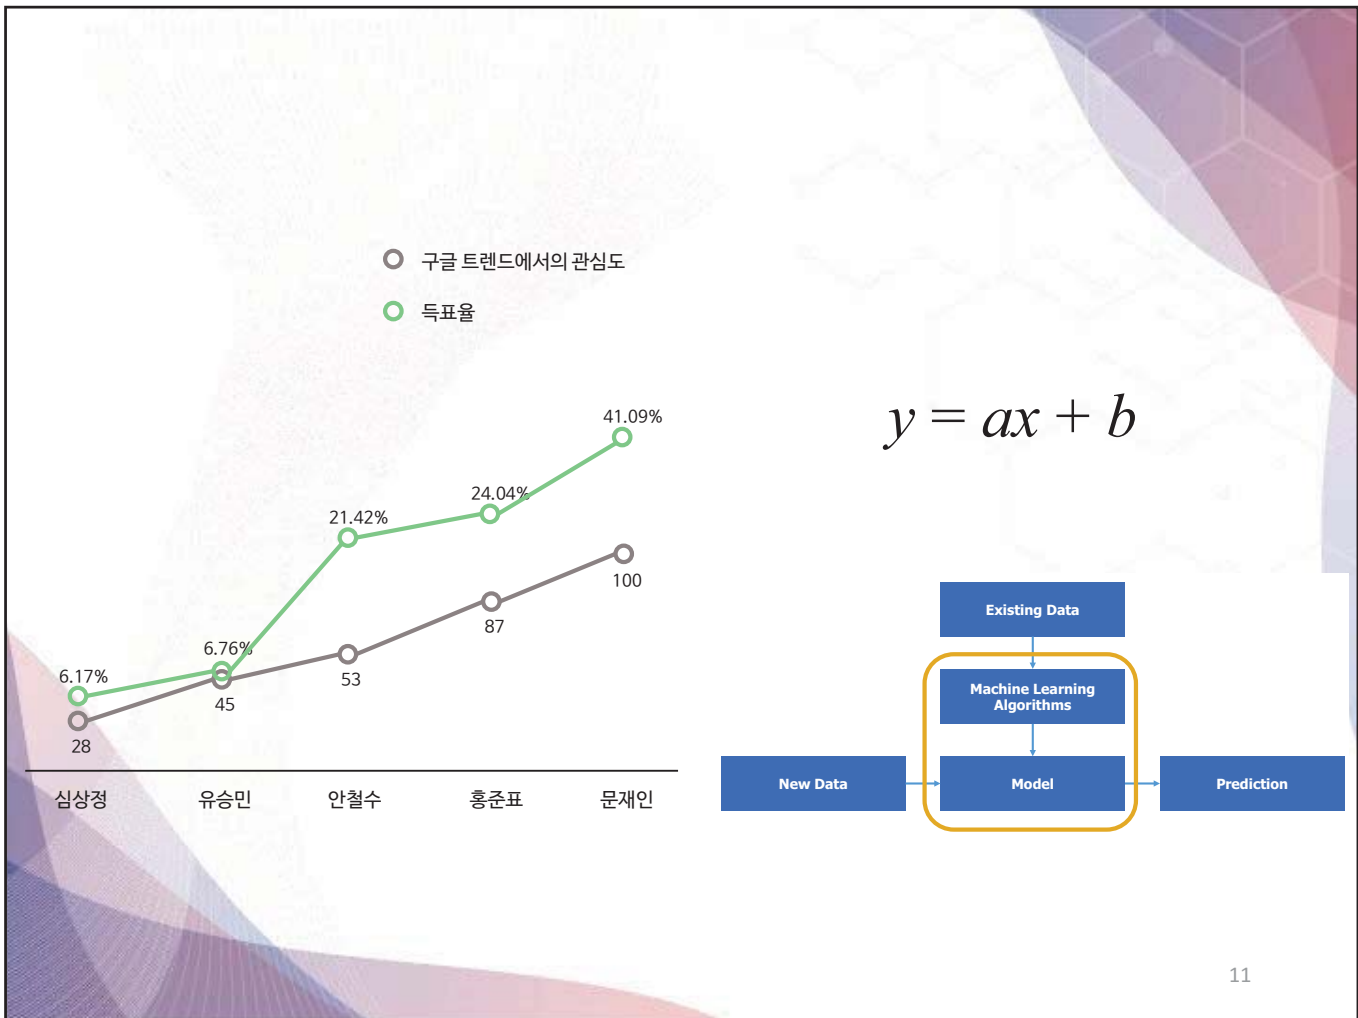 구글 트렌드에서의 관심도
득표율
41.09%
24.04%
21.42%
6.76%
6.17%
100
87
53
45
28
심상정 유승민 안철수 홍준표 문재인
y = ax + b
Existing Data
Machine Learning
Algorithms
New Data Model Prediction
11